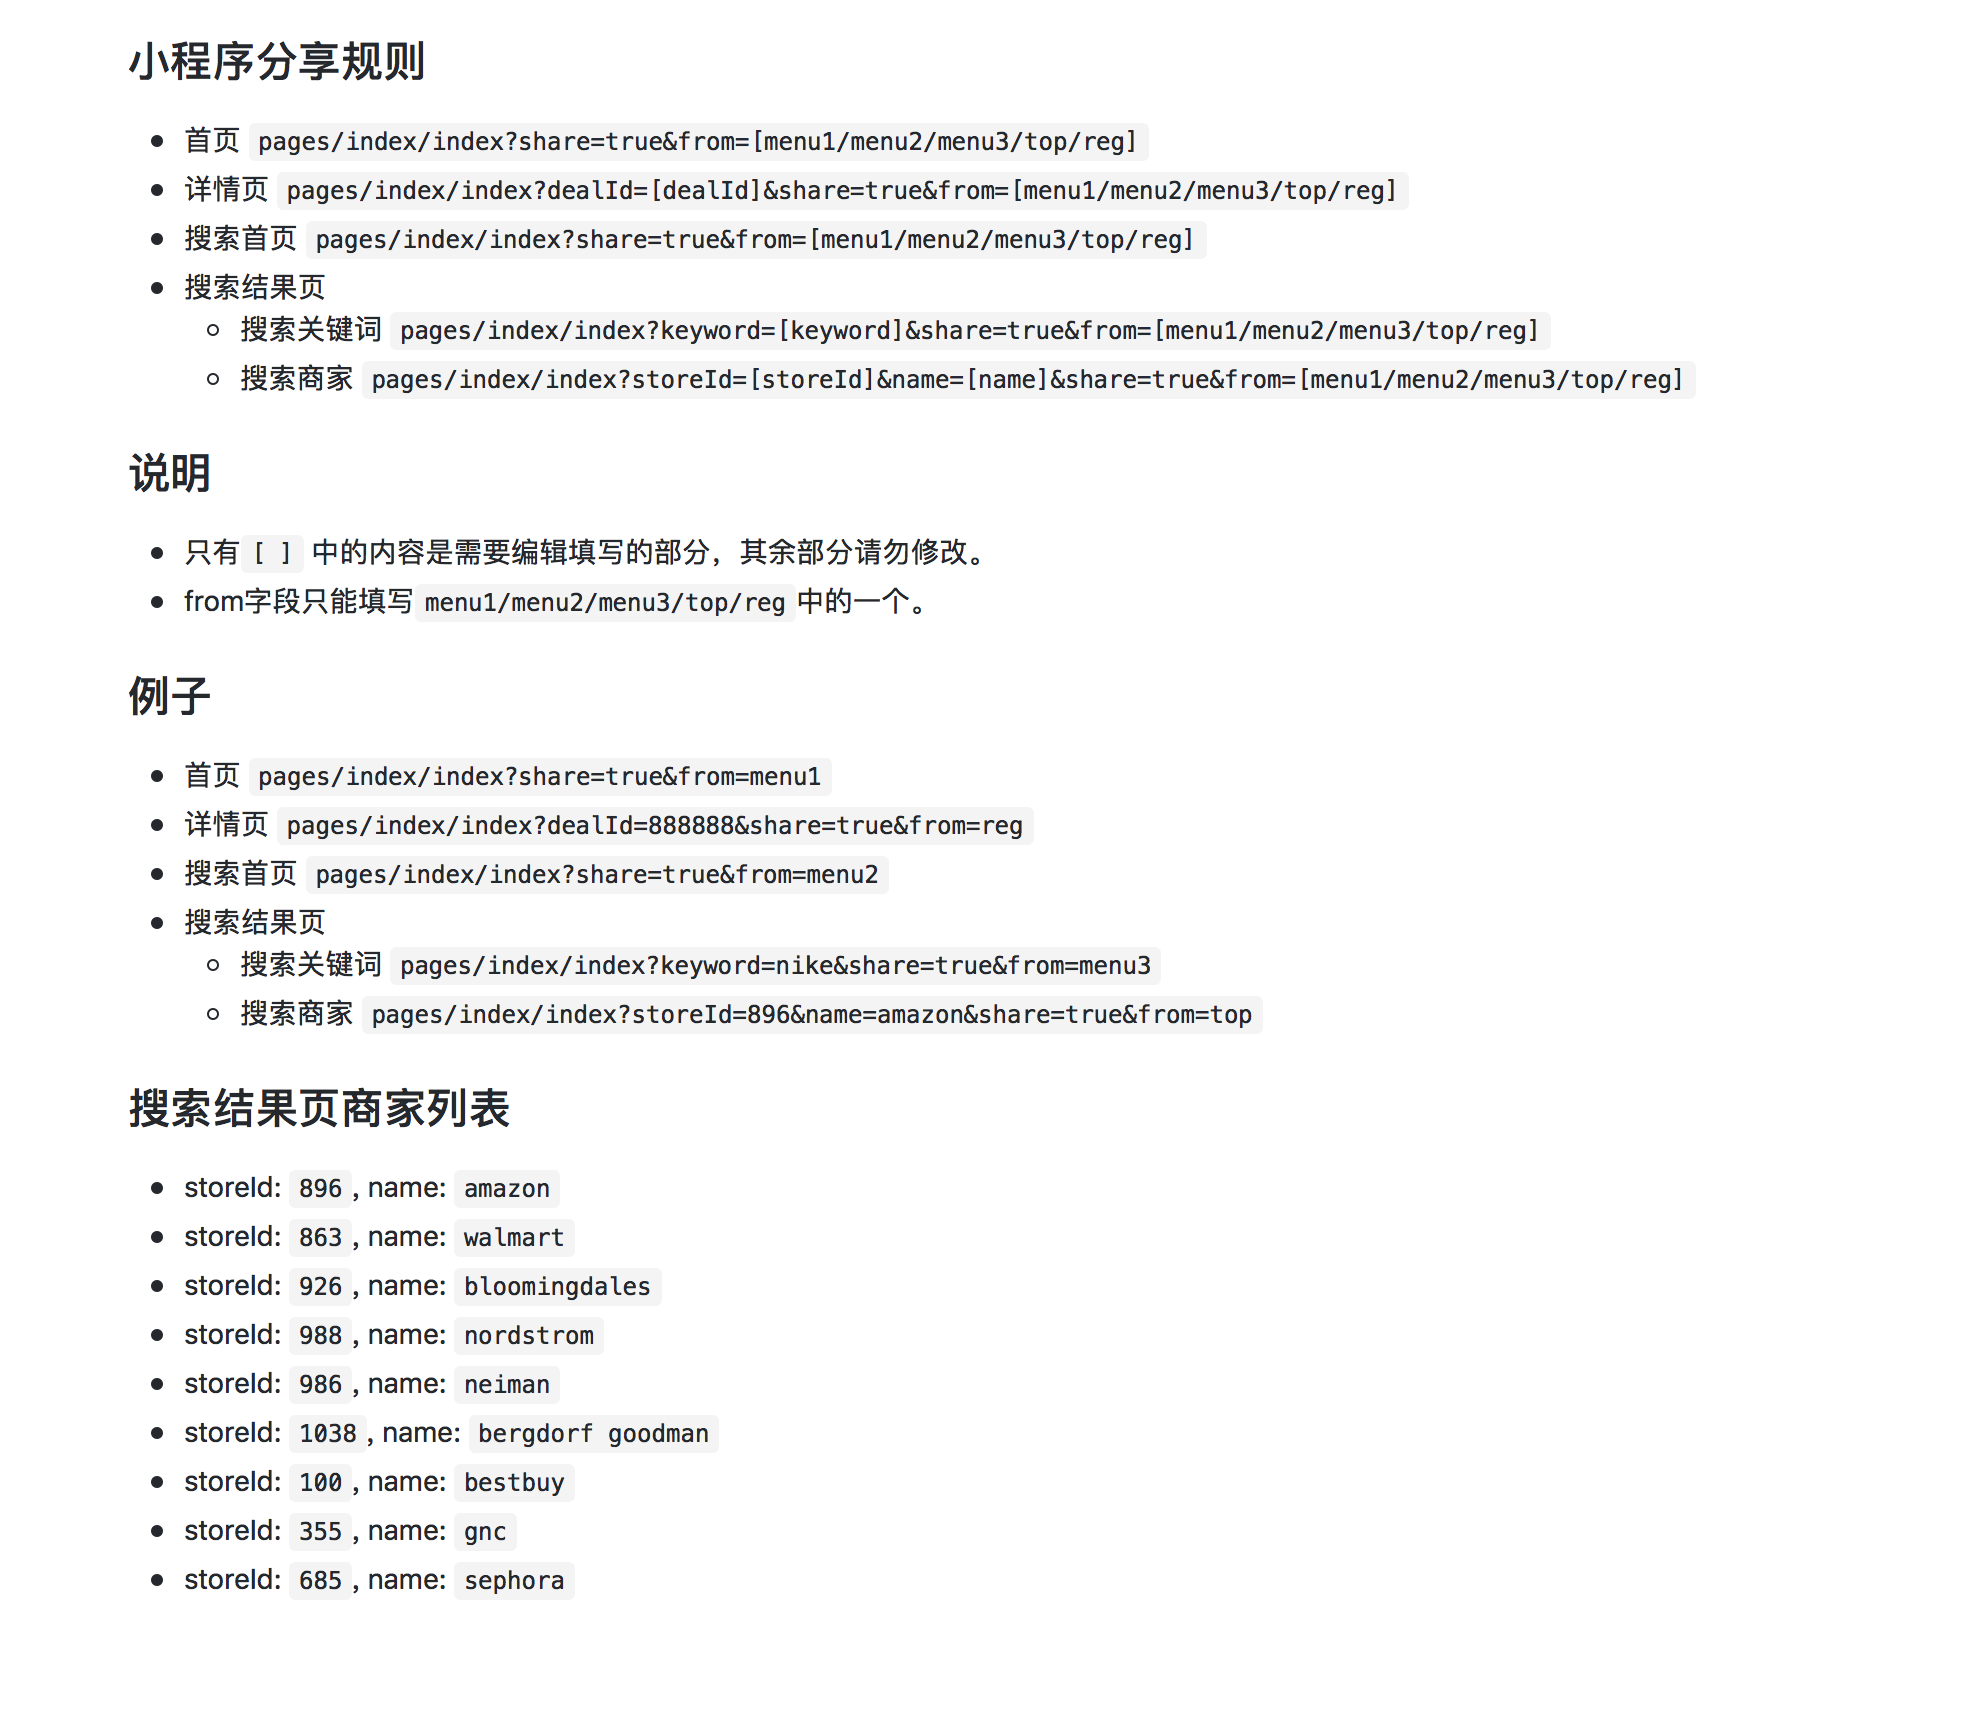 小程序分享规则
首页 pages/index/index?share=true&from=[menu1/menu2/menu3/top/reg]
详情页 pages/index/index?dealId=[dealId]&share=true&from=[menu1/menu2/menu3/top/reg]
搜索首页 pages/index/index?share=true&from=[menu1/menu2/menu3/top/reg]
搜索结果页
搜索关键词 pages/index/index?keyword=[keyword]&share=true&from=[menu1/menu2/menu3/top/reg]
搜索商家 pages/index/index?storeId=[storeId]&name=[name]&share=true&from=[menu1/menu2/menu3/top/reg]
说明
只有 [ ] 中的内容是需要编辑填写的部分，其余部分请勿修改。
from字段只能填写 menu1/menu2/menu3/top/reg 中的一个。
例子
首页 pages/index/index?share=true&from=menu1
详情页 pages/index/index?dealId=888888&share=true&from=reg
搜索首页 pages/index/index?share=true&from=menu2
搜索结果页
搜索关键词 pages/index/index?keyword=nike&share=true&from=menu3
搜索商家 pages/index/index?storeId=896&name=amazon&share=true&from=top
搜索结果页商家列表
storeId: 896 , name: amazon
storeId: 863 , name: walmart
storeId: 926 , name: bloomingdales
storeId: 988 , name: nordstrom
storeId: 986 , name: neiman
storeId: 1038 , name: bergdorf goodman
storeId: 100 , name: bestbuy
storeId: 355 , name: gnc
storeId: 685 , name: sephora